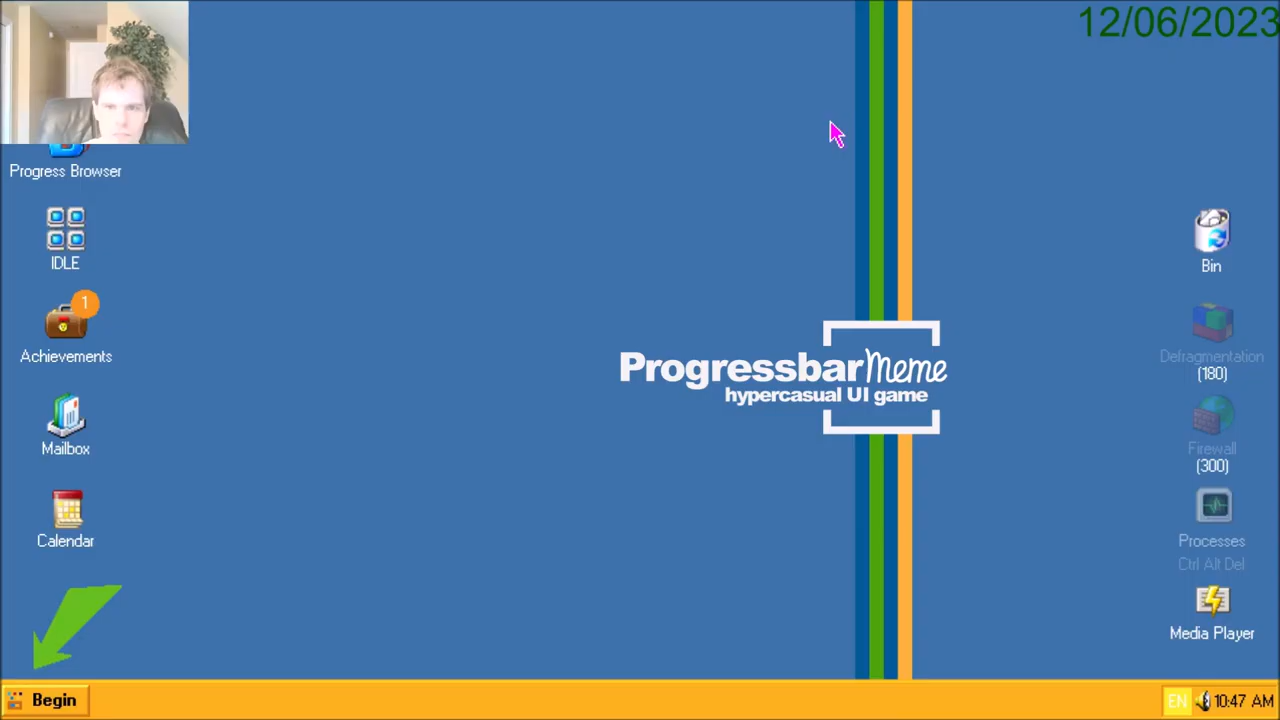 12/06/2023
Progress Browser
IDLE
1
Achievements
Mailbox
Calendar
ProgressbarMeme
hypercasual UI game
Bin
Defragmentation
(180)
Firewall
(300)
Processes
Ctrl Alt Del
Media Player
Begin
EN 10:47 AM